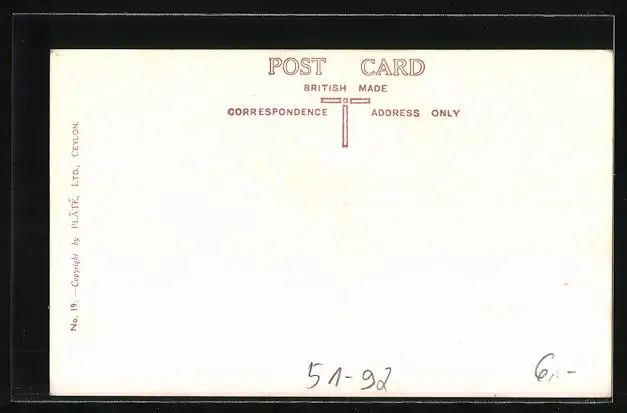 POST CARD
BRITISH MADE
CORRESPONDENCE ADDRESS ONLY
No. 19.—Copyright by PLÂTÉ, LTD., CEYLON.
51-92
6,--